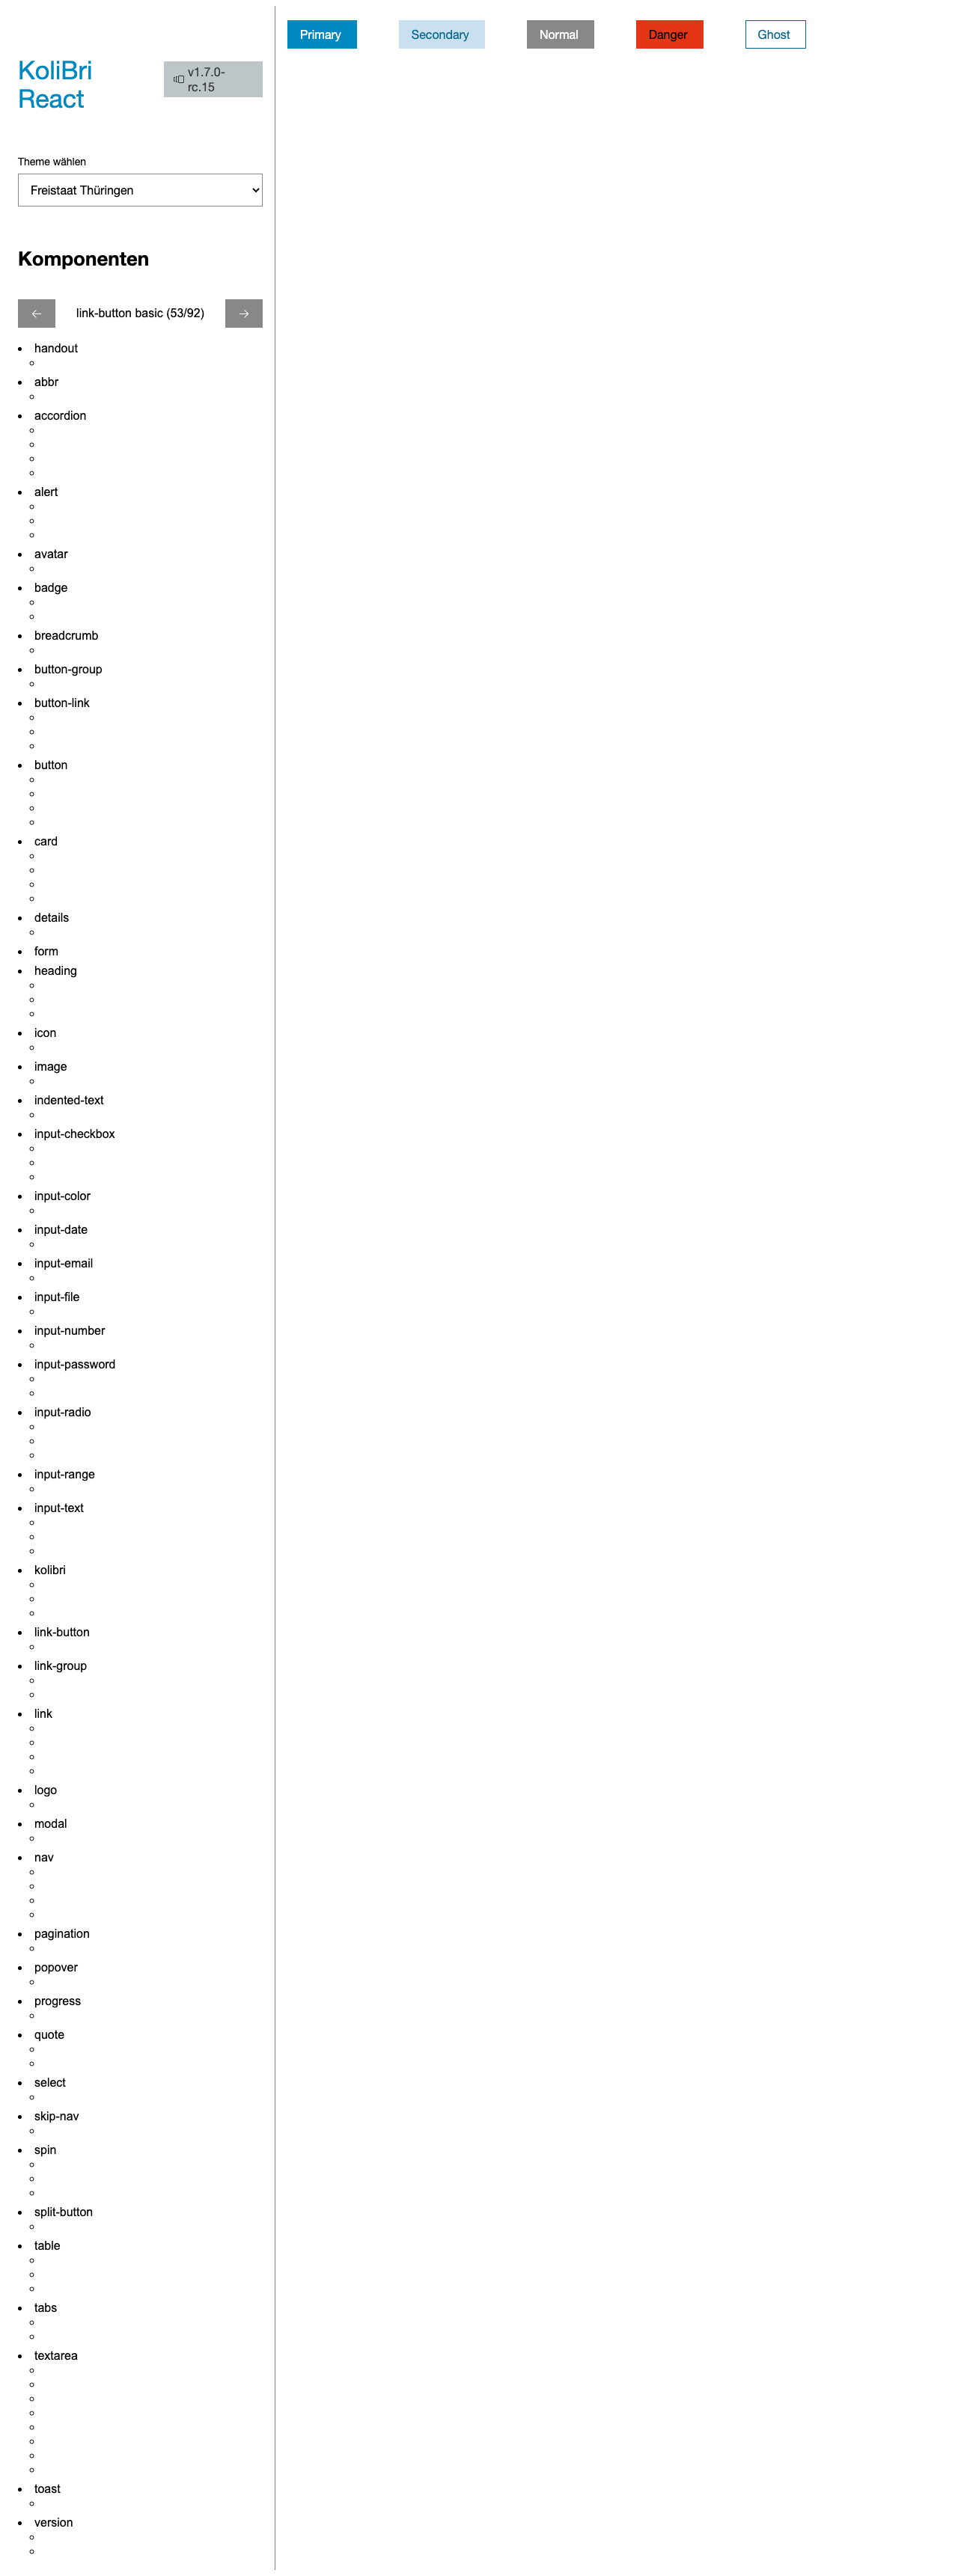 KoliBri
React
v1.7.0-
rc.15
Theme wählen
Freistaat Thüringen
Komponenten
link-button basic (53/92)
handout
abbr
accordion
alert
avatar
badge
breadcrumb
button-group
button-link
button
card
details
form
heading
icon
image
indented-text
input-checkbox
input-color
input-date
input-email
input-file
input-number
input-password
input-radio
input-range
input-text
kolibri
link-button
link-group
link
logo
modal
nav
pagination
popover
progress
quote
select
skip-nav
spin
split-button
table
tabs
textarea
toast
version
Primary Secondary Normal Danger Ghost